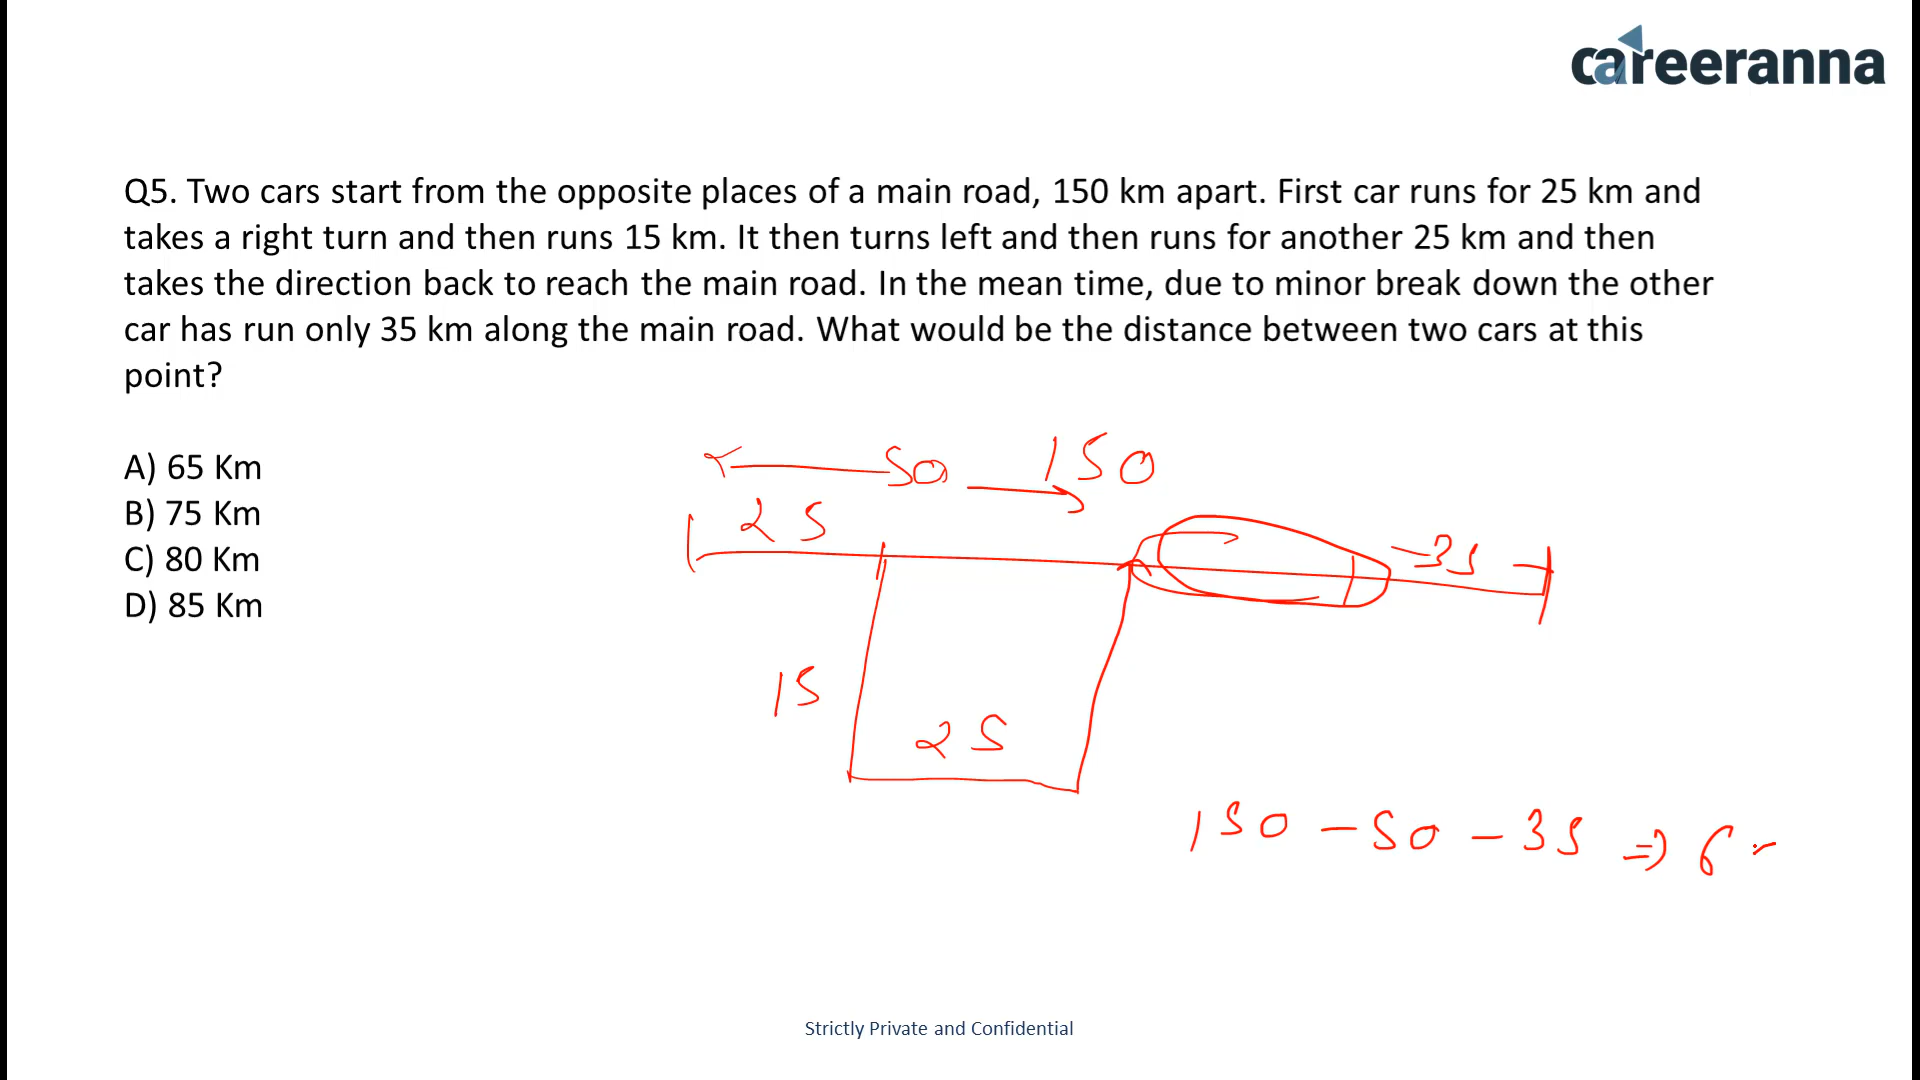 careeranna
Q5. Two cars start from the opposite places of a main road, 150 km apart. First car runs for 25 km and
takes a right turn and then runs 15 km. It then turns left and then runs for another 25 km and then
takes the direction back to reach the main road. In the mean time, due to minor break down the other
car has run only 35 km along the main road. What would be the distance between two cars at this
point?
A) 65 Km
B) 75 Km
C) 80 Km
D) 85 Km
50 150
25
35
15
25
150 - 50 - 35 => 6
Strictly Private and Confidential